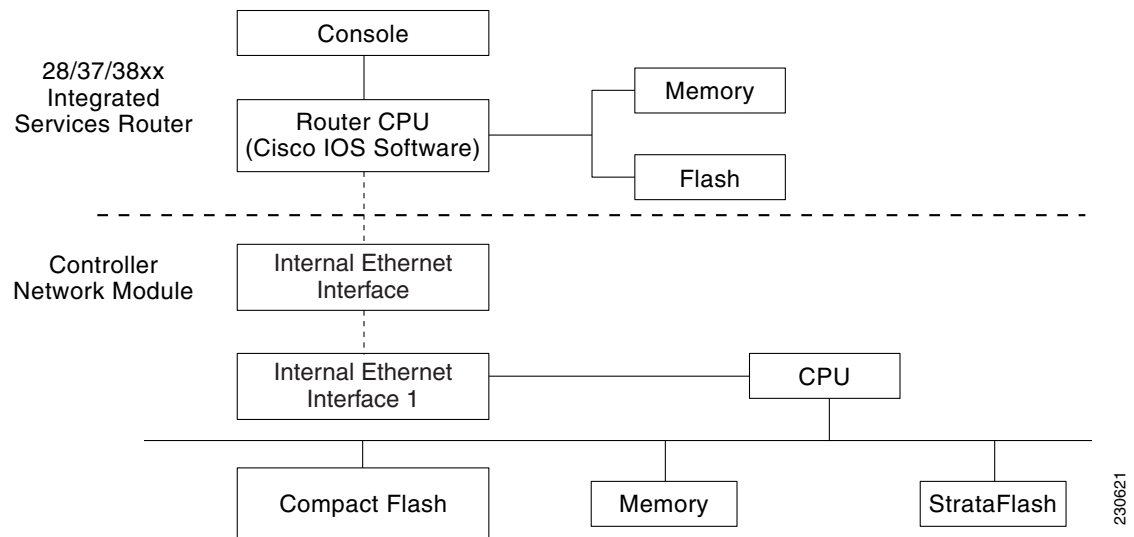 Console
28/37/38xx
Integrated
Services Router
Router CPU
(Cisco IOS Software)
Memory
Flash
Controller
Network Module
Internal Ethernet
Interface
Internal Ethernet
Interface 1
CPU
Compact Flash
Memory
StrataFlash
230621